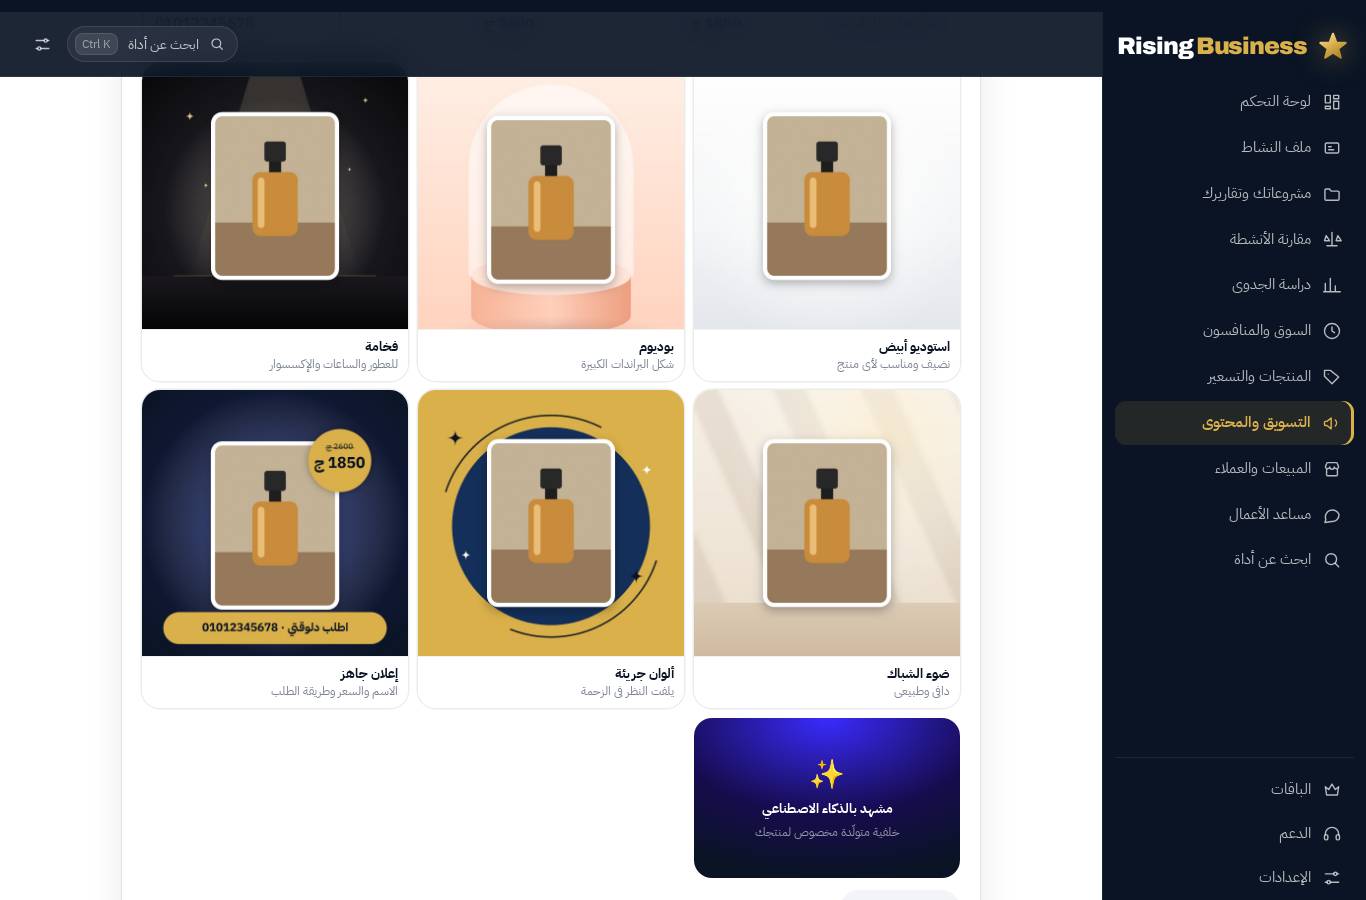 Rising Business
لوحة التحكم
ملف النشاط
مشروعاتك وتقاريرك
مقارنة الأنشطة
دراسة الجدوى
السوق والمنافسون
المنتجات والتسعير
التسويق والمحتوى
المبيعات والعملاء
مساعد الأعمال
ابحث عن أداة
الباقات
الدعم
الإعدادات
ابحث عن أداة Ctrl K
استوديو أبيض
نضيف ومناسب لأي منتج
بوديوم
شكل البراندات الكبيرة
فخامة
للعطور والساعات والإكسسوار
ضوء الشباك
دافي وطبيعي
ألوان جريئة
يلفت النظر في الزحمة
2600 ج
1850 ج
اطلب دلوقتي · 01012345678
إعلان جاهز
الاسم والسعر وطريقة الطلب
مشهد بالذكاء الاصطناعي
خلفية متولّدة مخصوص لمنتجك